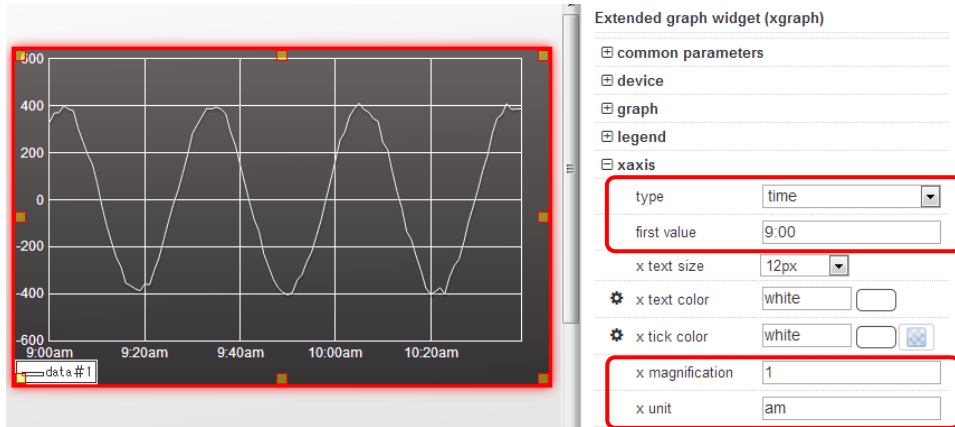 600
400
200
0
-200
-400
-600
9:00am 9:20am 9:40am 10:00am 10:20am
data#1
Extended graph widget (xgraph)
common parameters
device
graph
legend
xaxis
type time
first value 9:00
x text size 12px
x text color white
x tick color white
x magnification 1
x unit am